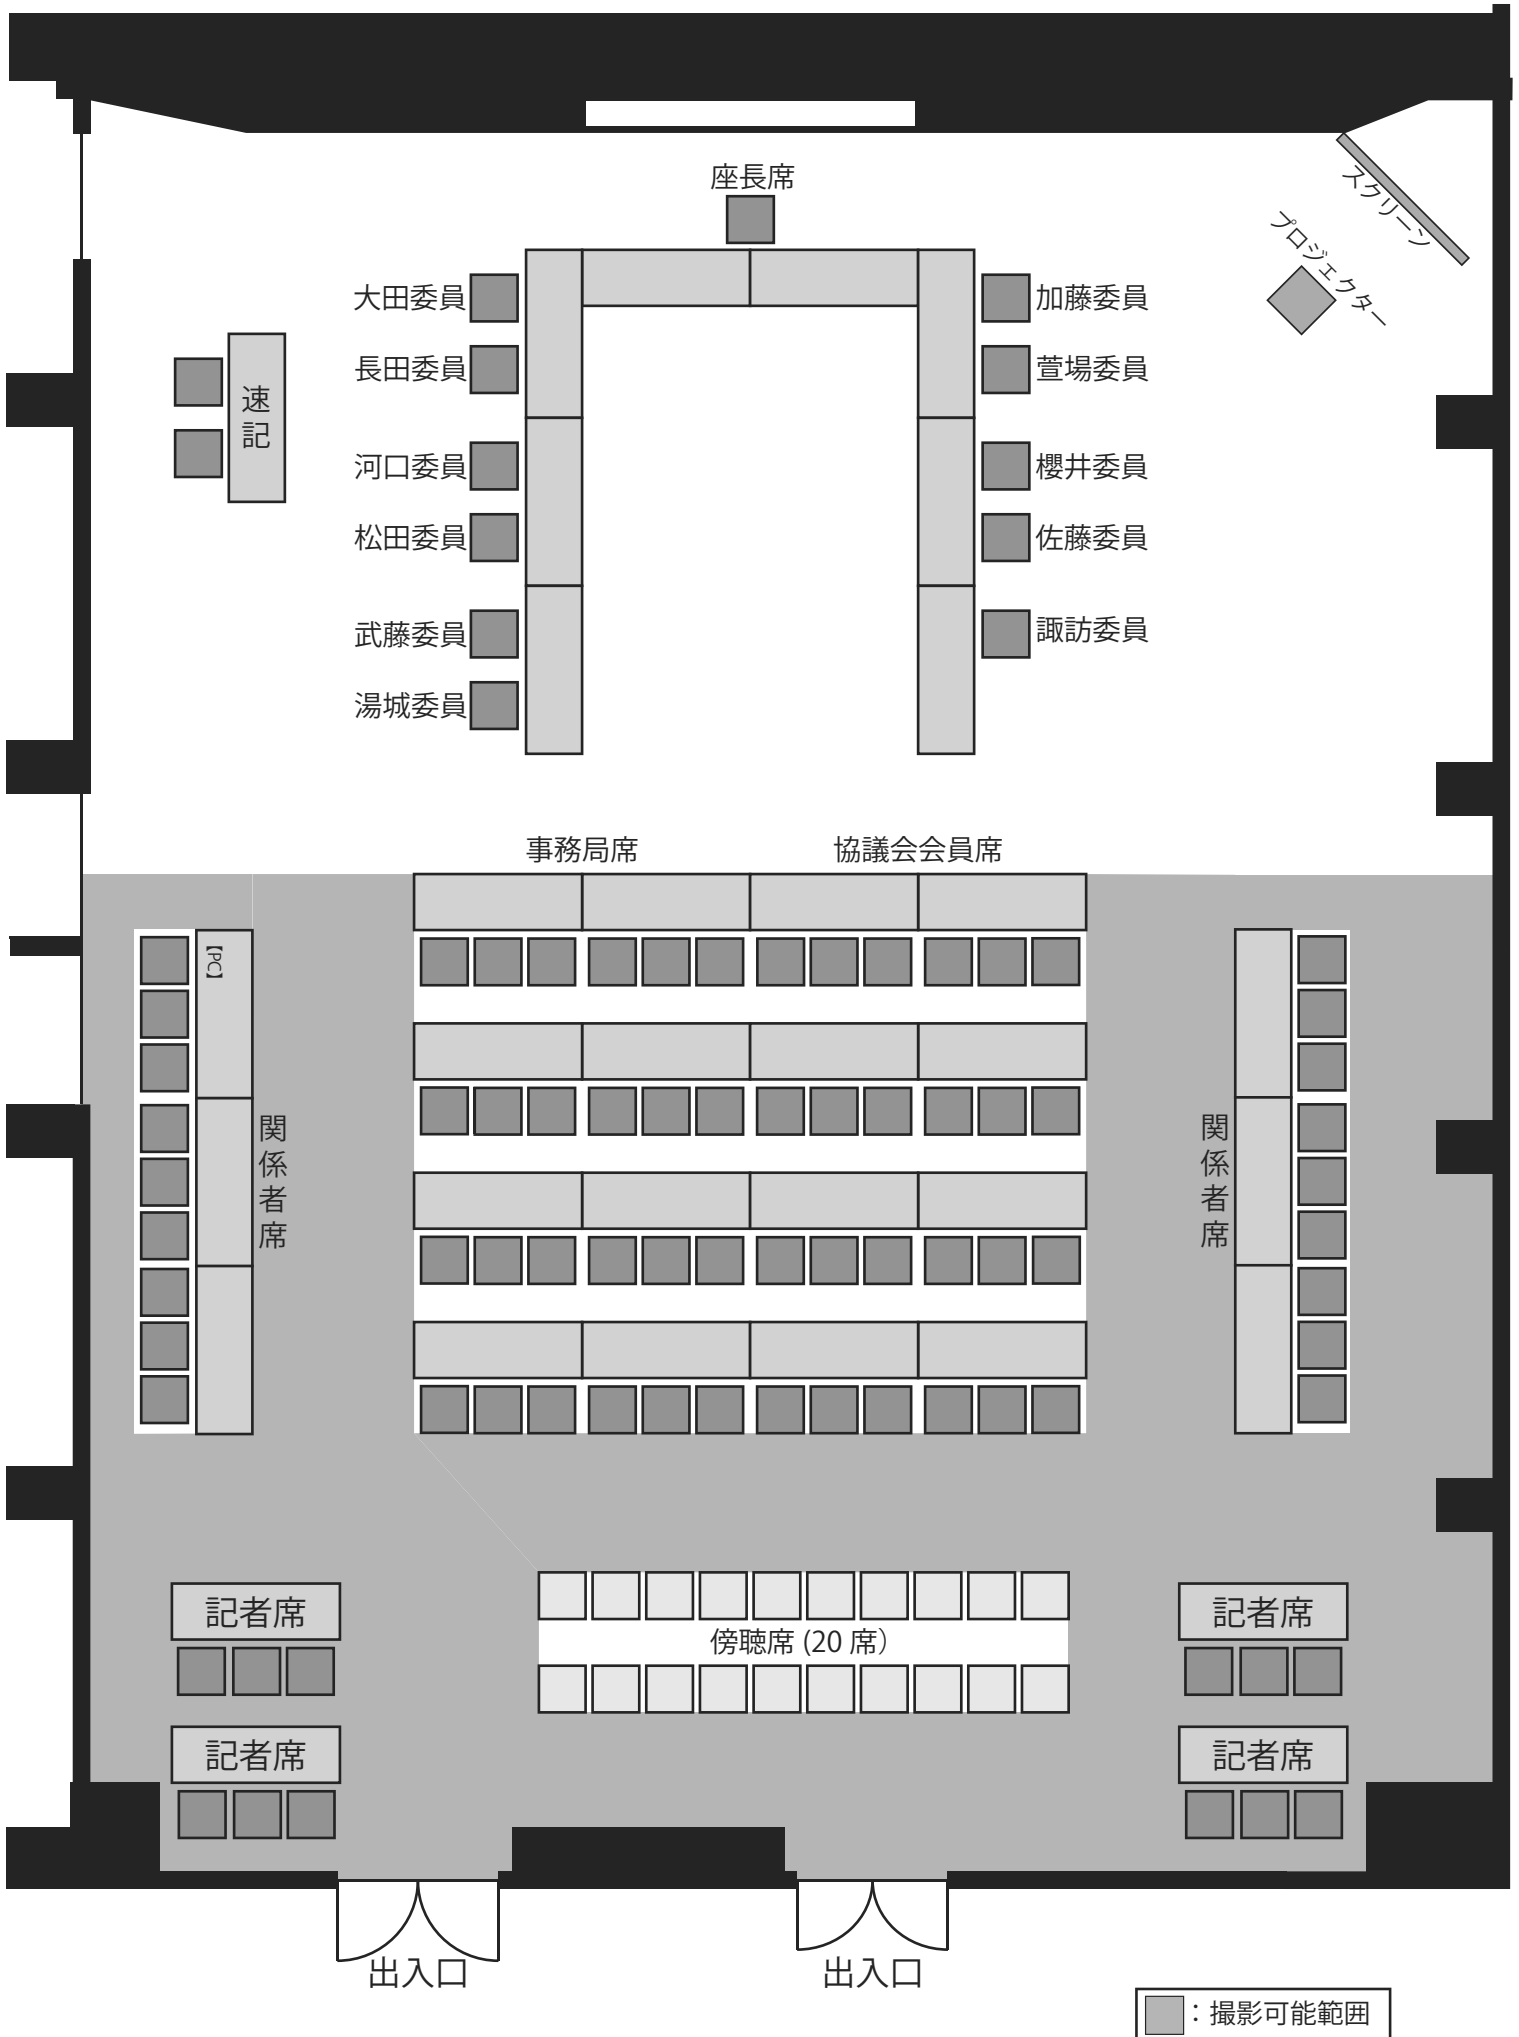 座長席
スクリーン
プロジェクター
大田委員
加藤委員
長田委員
萱場委員
速記
河口委員
櫻井委員
松田委員
佐藤委員
武藤委員
諏訪委員
湯城委員
事務局席
協議会会員席
【PC】
関係者席
関係者席
記者席
記者席
傍聴席 (20 席）
記者席
記者席
出入口
出入口
：撮影可能範囲